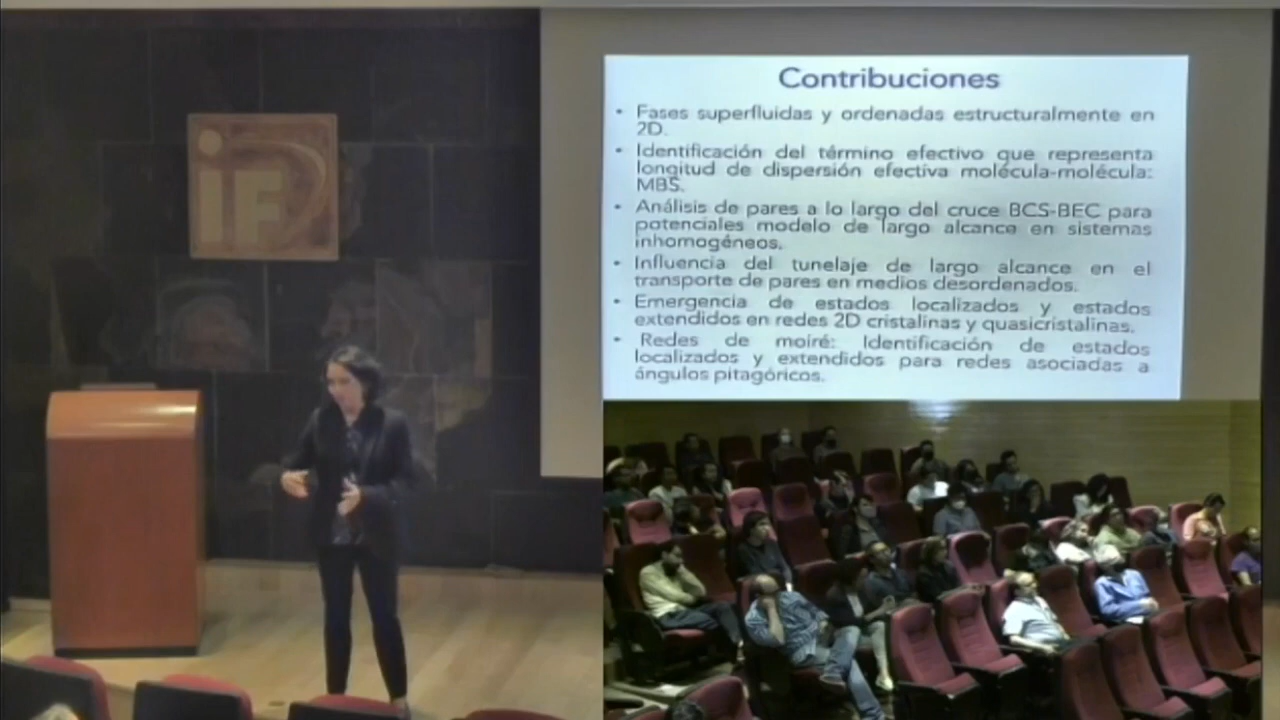 iF
Contribuciones
• Fases superfluidas y ordenadas estructuralmente en
2D.
• Identificación del término efectivo que representa
longitud de dispersión efectiva molécula-molécula:
MBS.
• Análisis de pares a lo largo del cruce BCS-BEC para
potenciales modelo de largo alcance en sistemas
inhomogéneos.
• Influencia del tunelaje de largo alcance en el
transporte de pares en medios desordenados.
• Emergencia de estados localizados y estados
extendidos en redes 2D cristalinas y quasicristalinas.
• Redes de moiré: Identificación de estados
localizados y extendidos para redes asociadas a
ángulos pitagóricos.